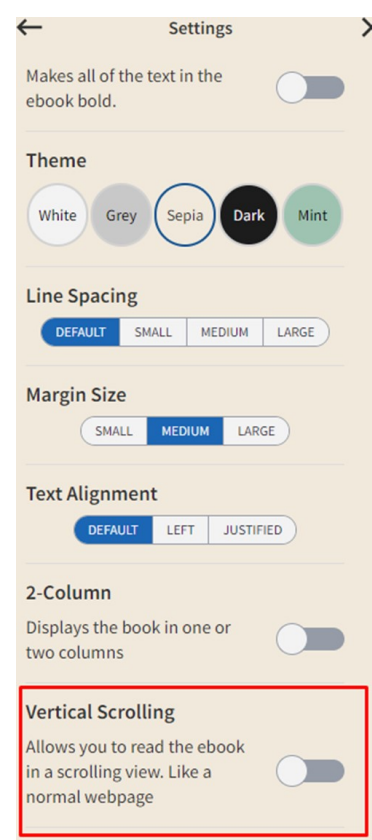 Settings
Makes all of the text in the
ebook bold.
Theme
White Grey Sepia Dark Mint
Line Spacing
DEFAULT SMALL MEDIUM LARGE
Margin Size
SMALL MEDIUM LARGE
Text Alignment
DEFAULT LEFT JUSTIFIED
2-Column
Displays the book in one or
two columns
Vertical Scrolling
Allows you to read the ebook
in a scrolling view. Like a
normal webpage